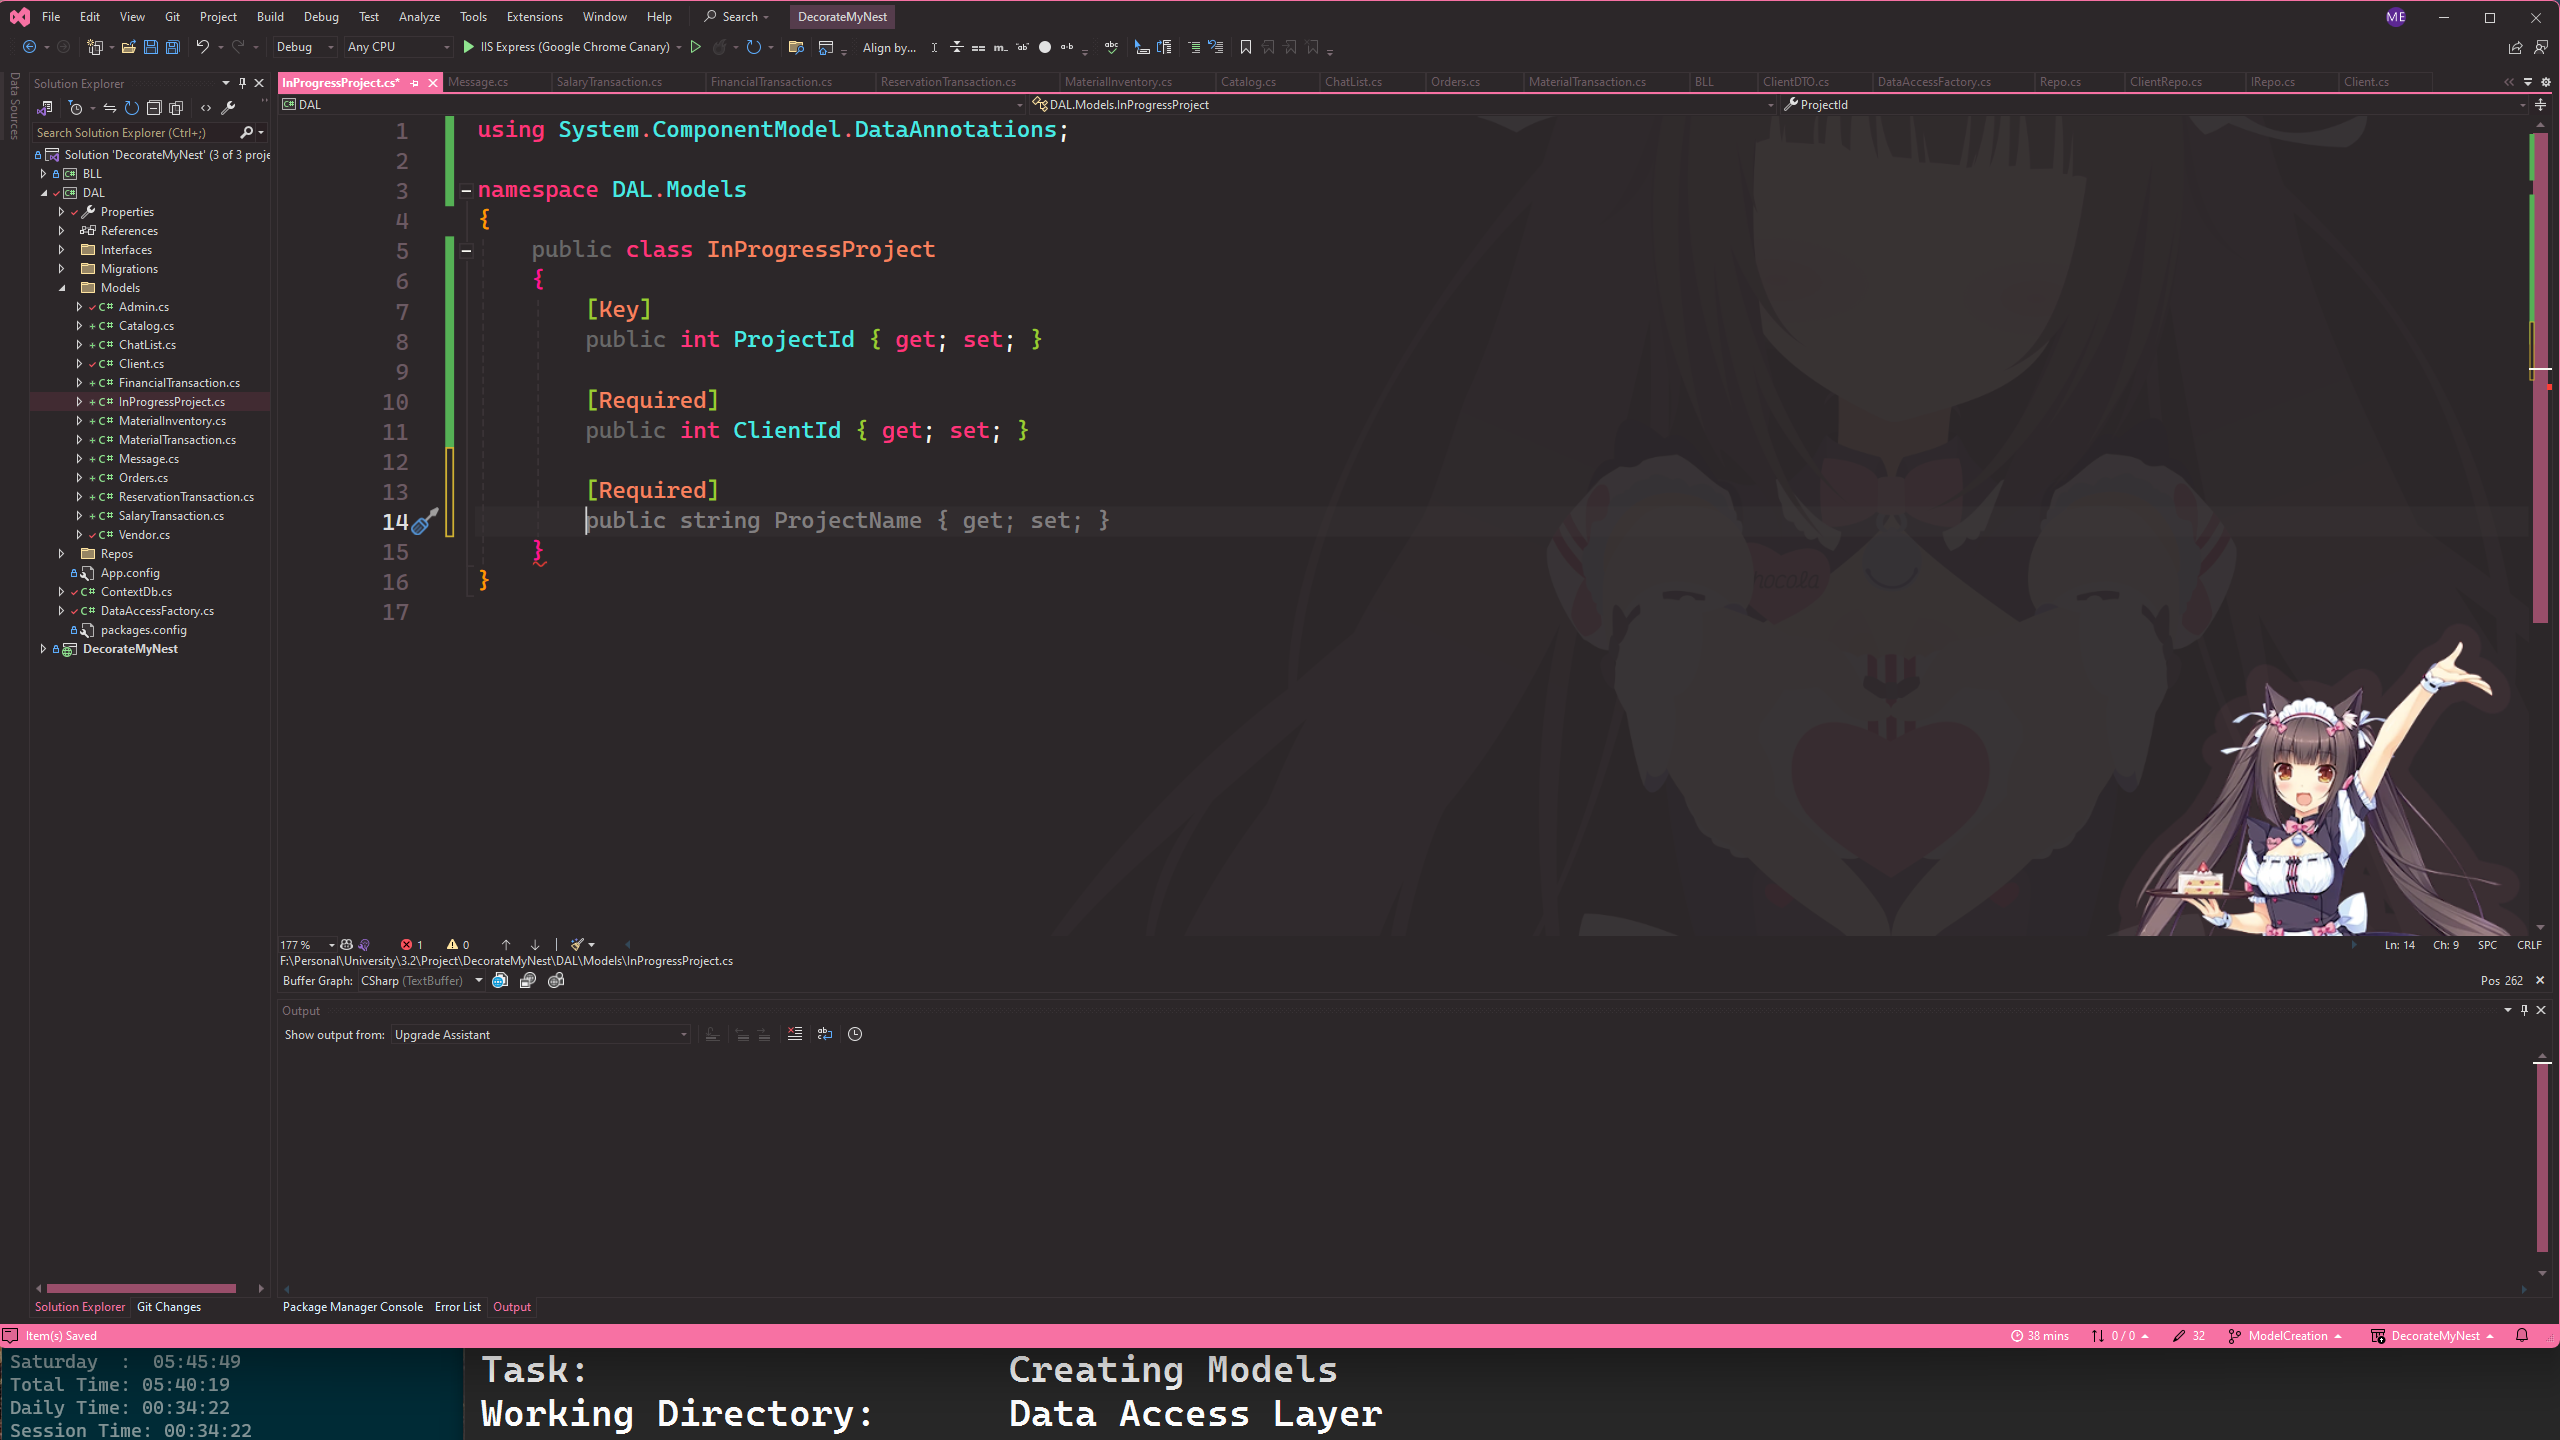 File Edit View Git Project Build Debug Test Analyze Tools Extensions Window Help Search DecorateMyNest ME
Debug Any CPU IIS Express (Google Chrome Canary) Align by...
Data Sources
Solution Explorer
Search Solution Explorer (Ctrl+;)
Solution 'DecorateMyNest' (3 of 3 proje
BLL
DAL
Properties
References
Interfaces
Migrations
Models
Admin.cs
Catalog.cs
ChatList.cs
Client.cs
FinancialTransaction.cs
InProgressProject.cs
MaterialInventory.cs
MaterialTransaction.cs
Message.cs
Orders.cs
ReservationTransaction.cs
SalaryTransaction.cs
Vendor.cs
Repos
App.config
ContextDb.cs
DataAccessFactory.cs
packages.config
DecorateMyNest
Solution Explorer Git Changes
InProgressProject.cs* Message.cs SalaryTransaction.cs FinancialTransaction.cs ReservationTransaction.cs MaterialInventory.cs Catalog.cs ChatList.cs Orders.cs MaterialTransaction.cs BLL ClientDTO.cs DataAccessFactory.cs Repo.cs ClientRepo.cs IRepo.cs Client.cs
DAL DAL.Models.InProgressProject ProjectId
1 using System.ComponentModel.DataAnnotations;
2
3 namespace DAL.Models
4 {
5 public class InProgressProject
6 {
7 [Key]
8 public int ProjectId { get; set; }
9
10 [Required]
11 public int ClientId { get; set; }
12
13 [Required]
14 public string ProjectName { get; set; }
15 }
16 }
17
177 % 1 0 Ln: 14 Ch: 9 SPC CRLF
F:\Personal\University\3.2\Project\DecorateMyNest\DAL\Models\InProgressProject.cs
Buffer Graph: CSharp (TextBuffer) Pos 262
Output
Show output from: Upgrade Assistant
Package Manager Console Error List Output
Item(s) Saved 38 mins 0 / 0 32 ModelCreation DecorateMyNest
Saturday : 05:45:49
Total Time: 05:40:19
Daily Time: 00:34:22
Session Time: 00:34:22
Task: Creating Models
Working Directory: Data Access Layer